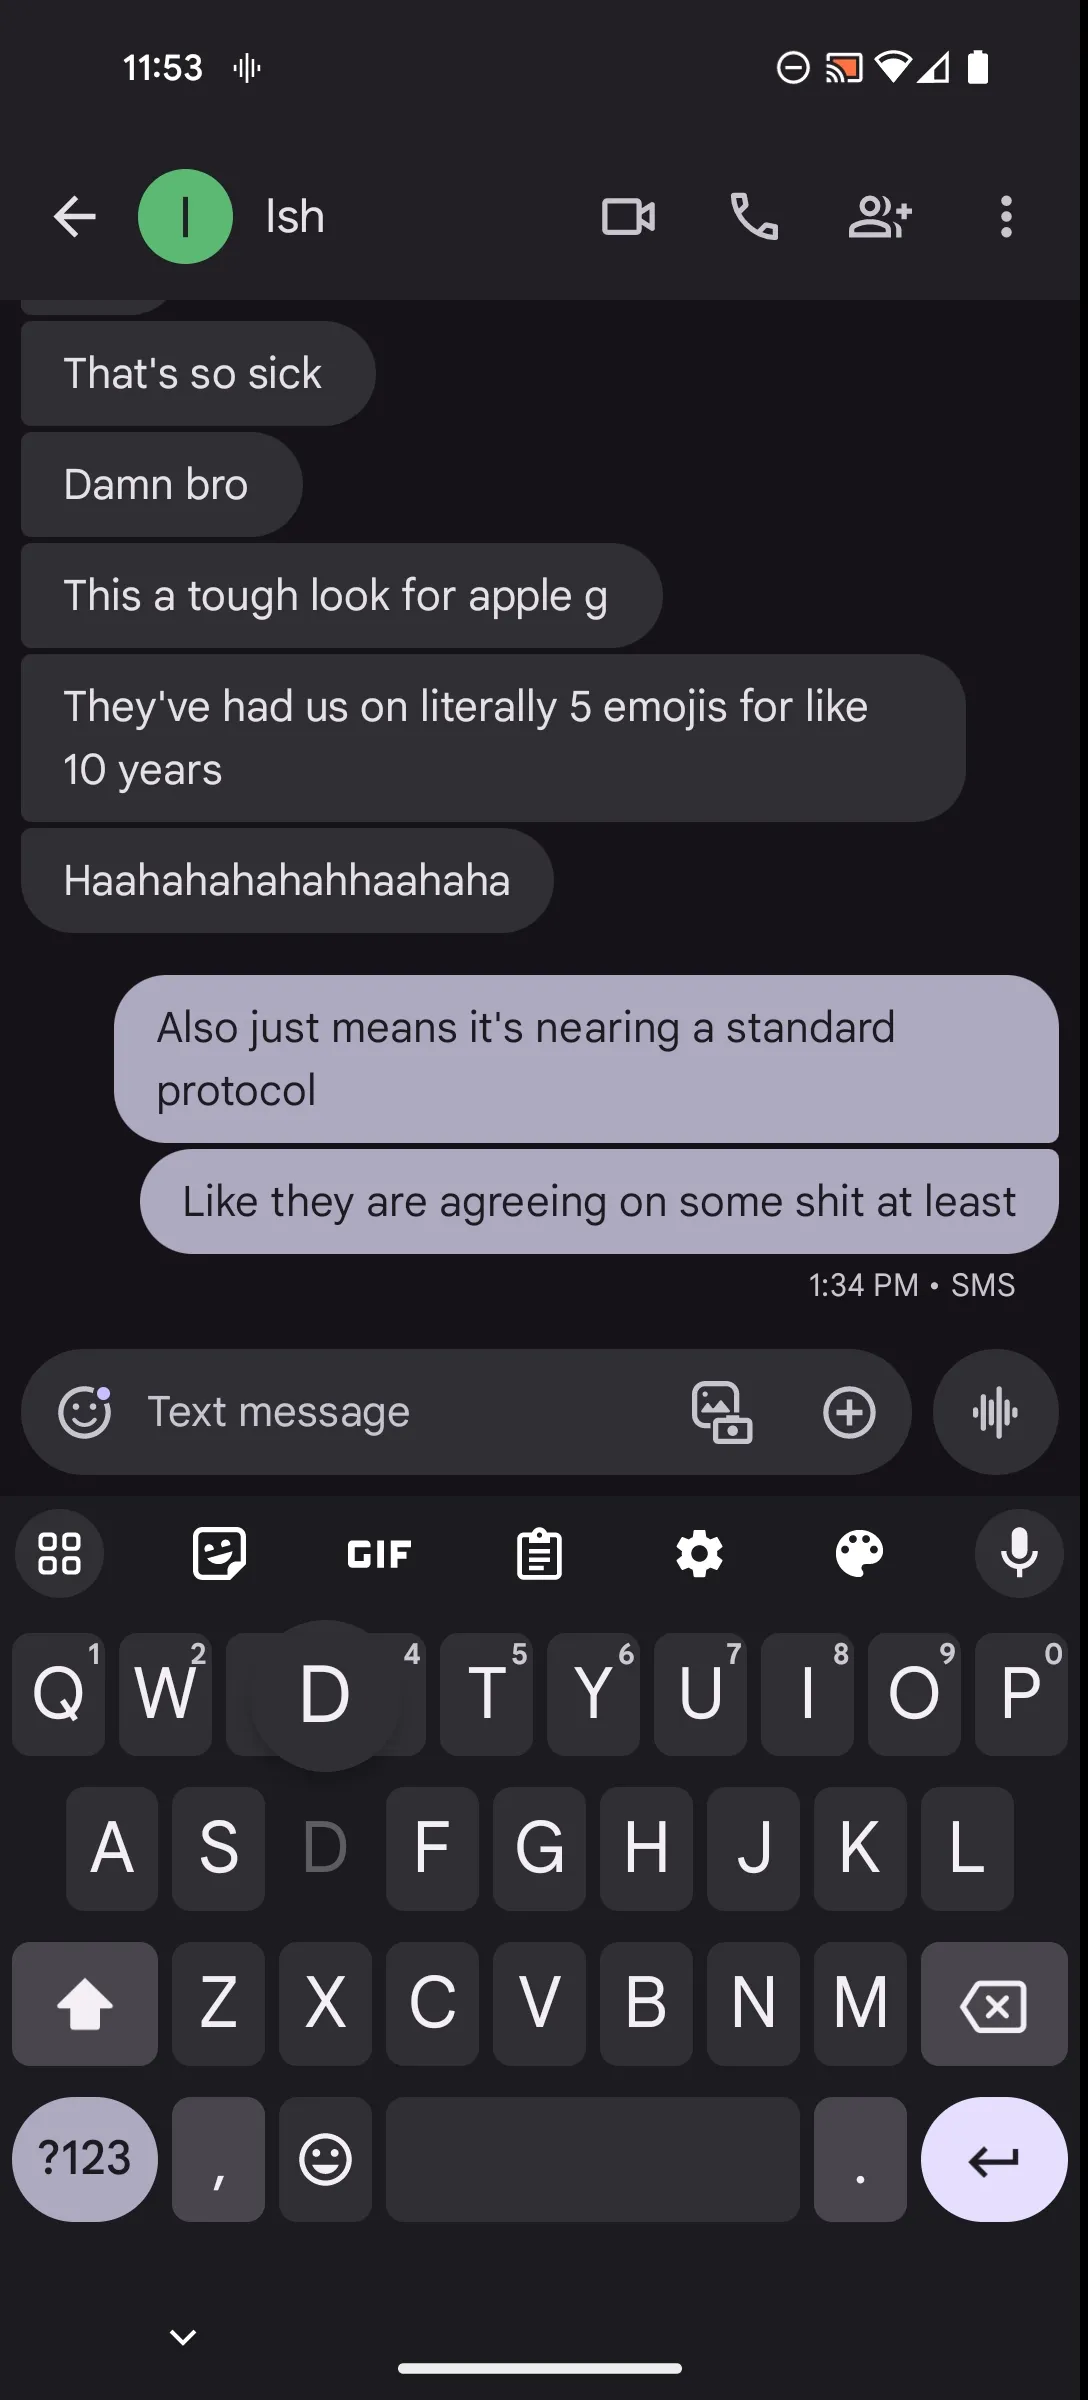 11:53
I
Ish
That's so sick
Damn bro
This a tough look for apple g
They've had us on literally 5 emojis for like
10 years
Haahahahahahhaahaha
Also just means it's nearing a standard
protocol
Like they are agreeing on some shit at least
1:34 PM • SMS
Text message
GIF
Q 1 W 2 D 4 T 5 Y 6 U 7 I 8 O 9 P 0
A S D F G H J K L
Z X C V B N M
?123 , .